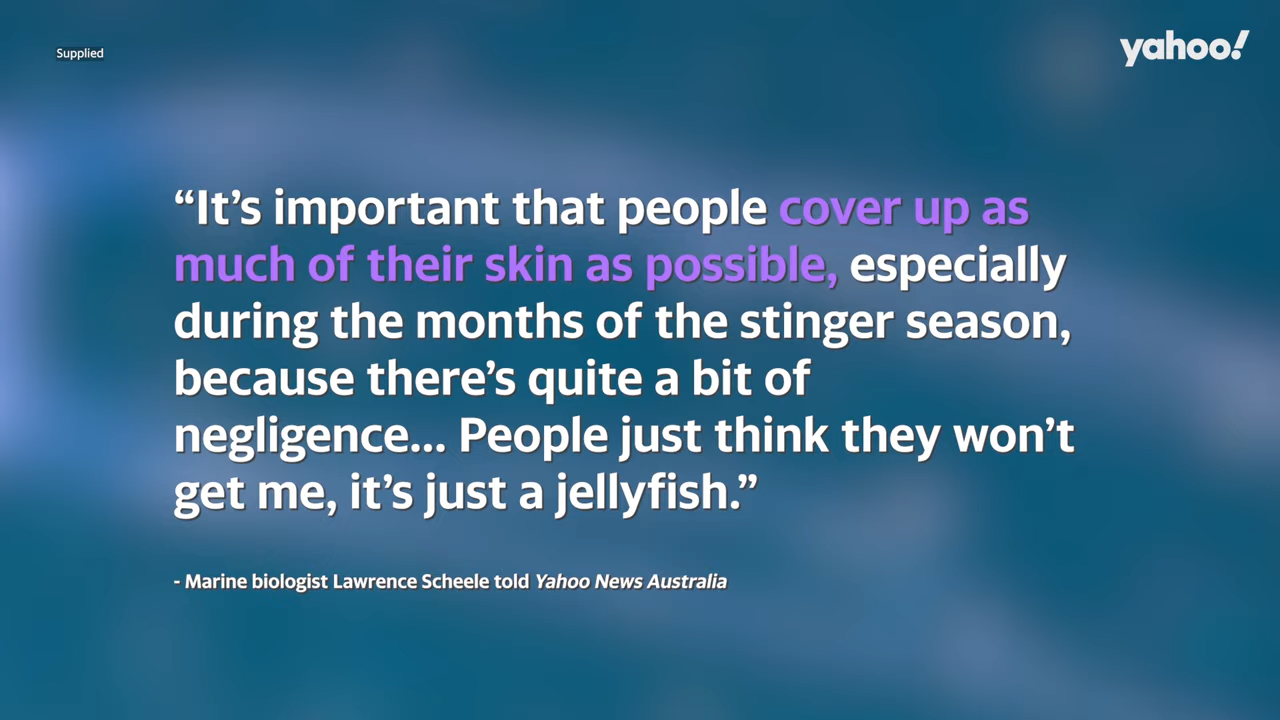 Supplied
yahoo!
“It’s important that people cover up as
much of their skin as possible, especially
during the months of the stinger season,
because there’s quite a bit of
negligence... People just think they won’t
get me, it’s just a jellyfish.”
- Marine biologist Lawrence Scheele told Yahoo News Australia